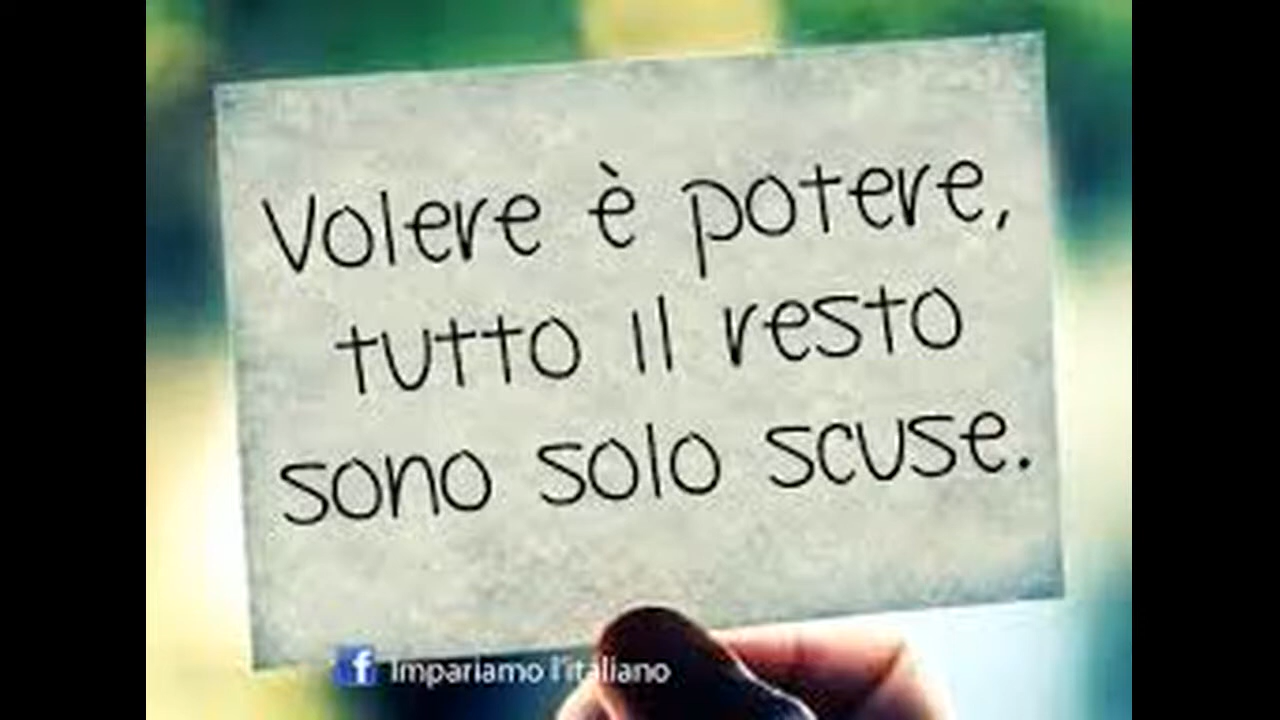 Volere è potere,
tutto il resto
sono solo scuse.
Impariamo l'italiano